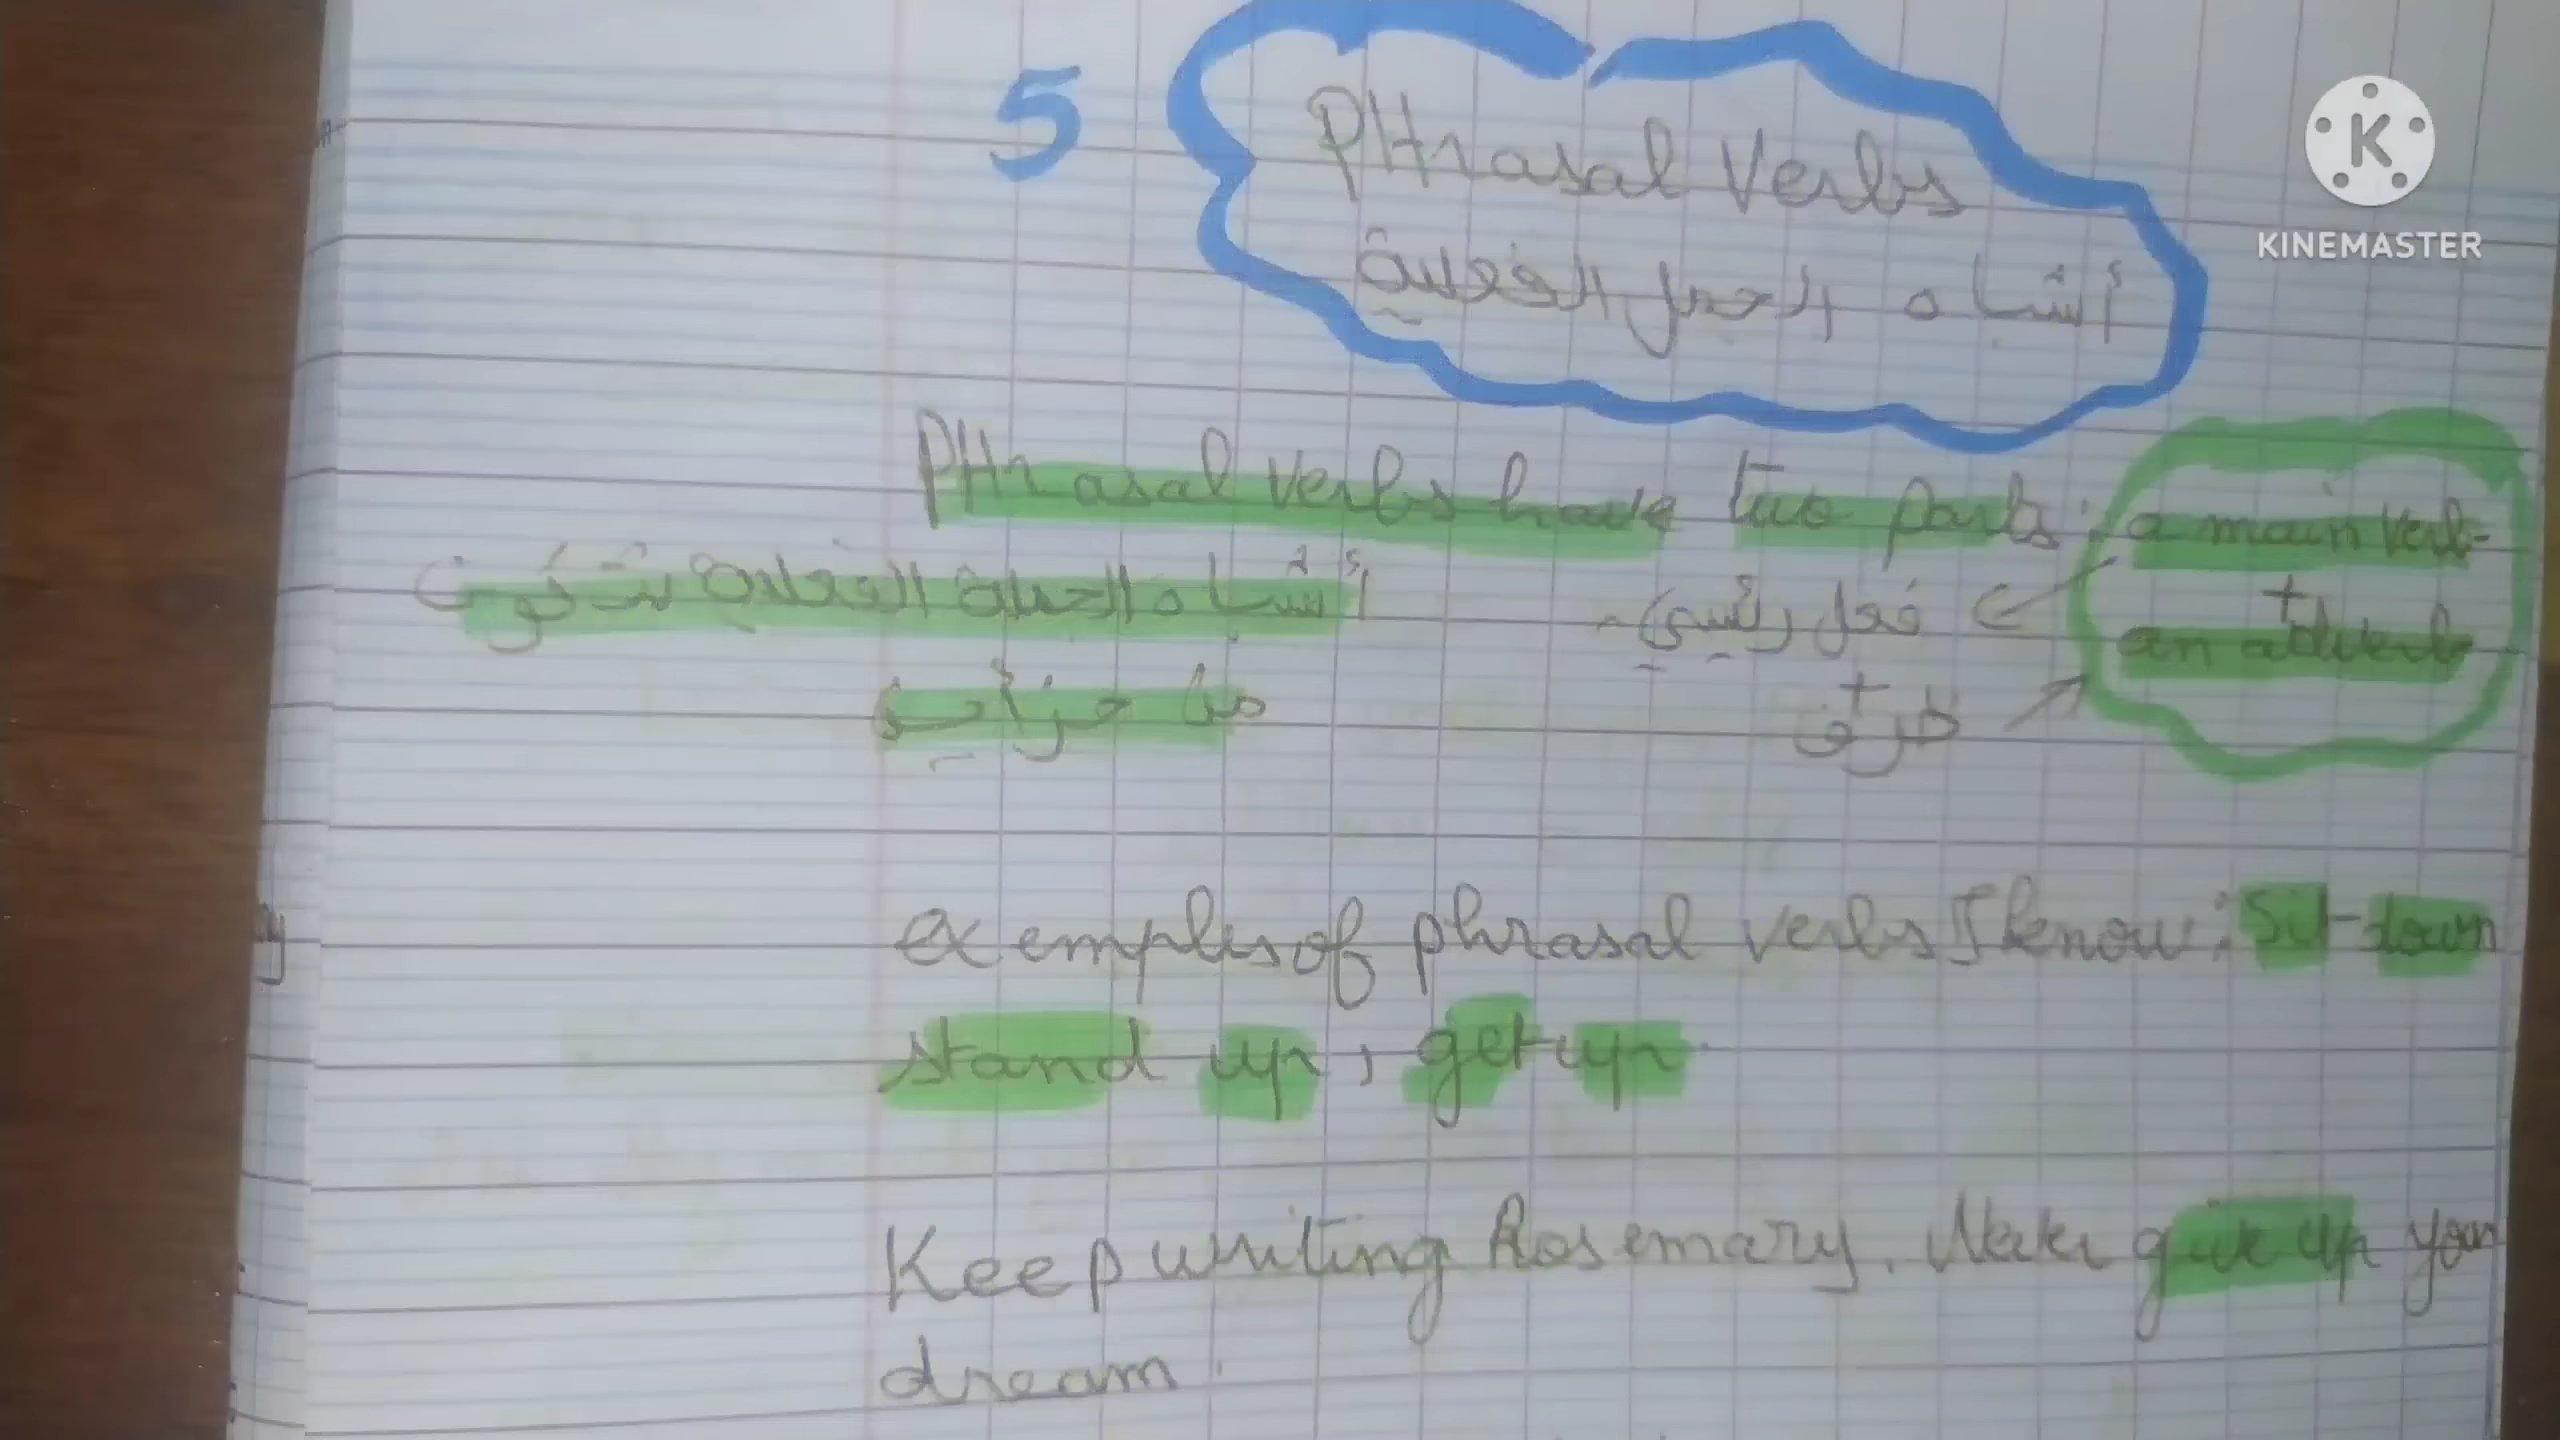 5
PHrasal Verbs
أشباه الجمل الفعلية
KINEMASTER
PHrasal Verbs have two parts : a main verb
+
an adverb
فعل رئيسي
+
ظرف
أشباه الجملة الفعلية تتكون
من جزأين
exemples of phrasal verbs I know : Sit down
stand up, get up.
Keep writing Rosemary. Never give up your
dream.